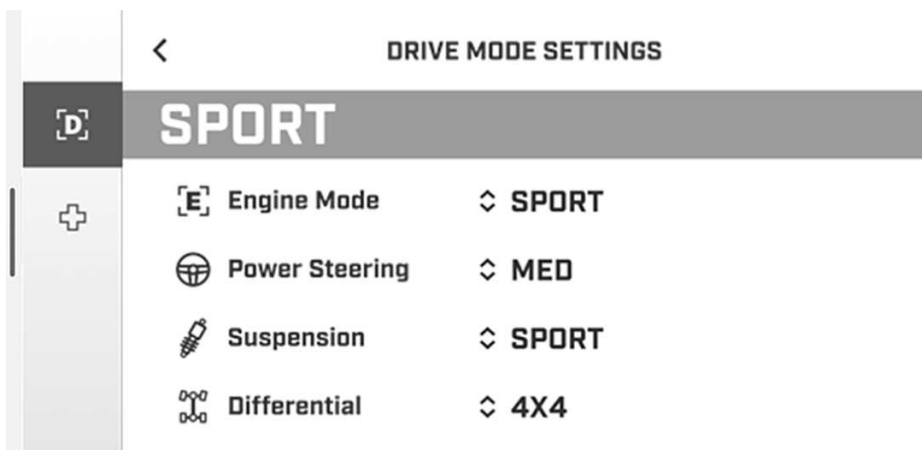 DRIVE MODE SETTINGS
[D]
SPORT
[E] Engine Mode SPORT
Power Steering MED
Suspension SPORT
Differential 4X4